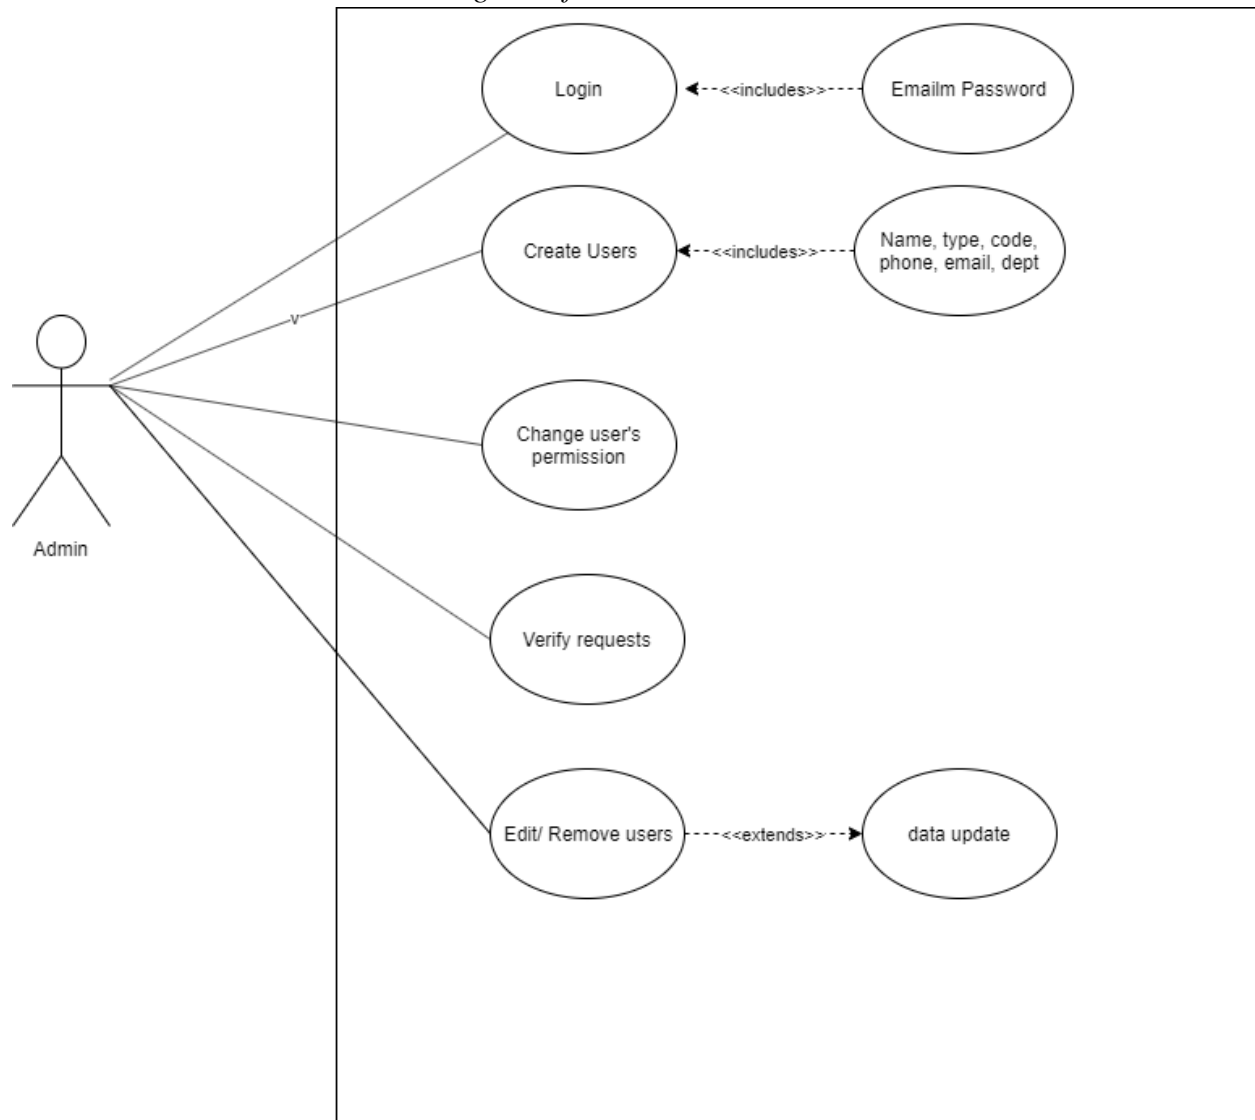 Login
<<includes>>
Emailm Password
Create Users
<<includes>>
Name, type, code,
phone, email, dept
v
Change user's
permission
Admin
Verify requests
Edit/ Remove users
<<extends>>
data update